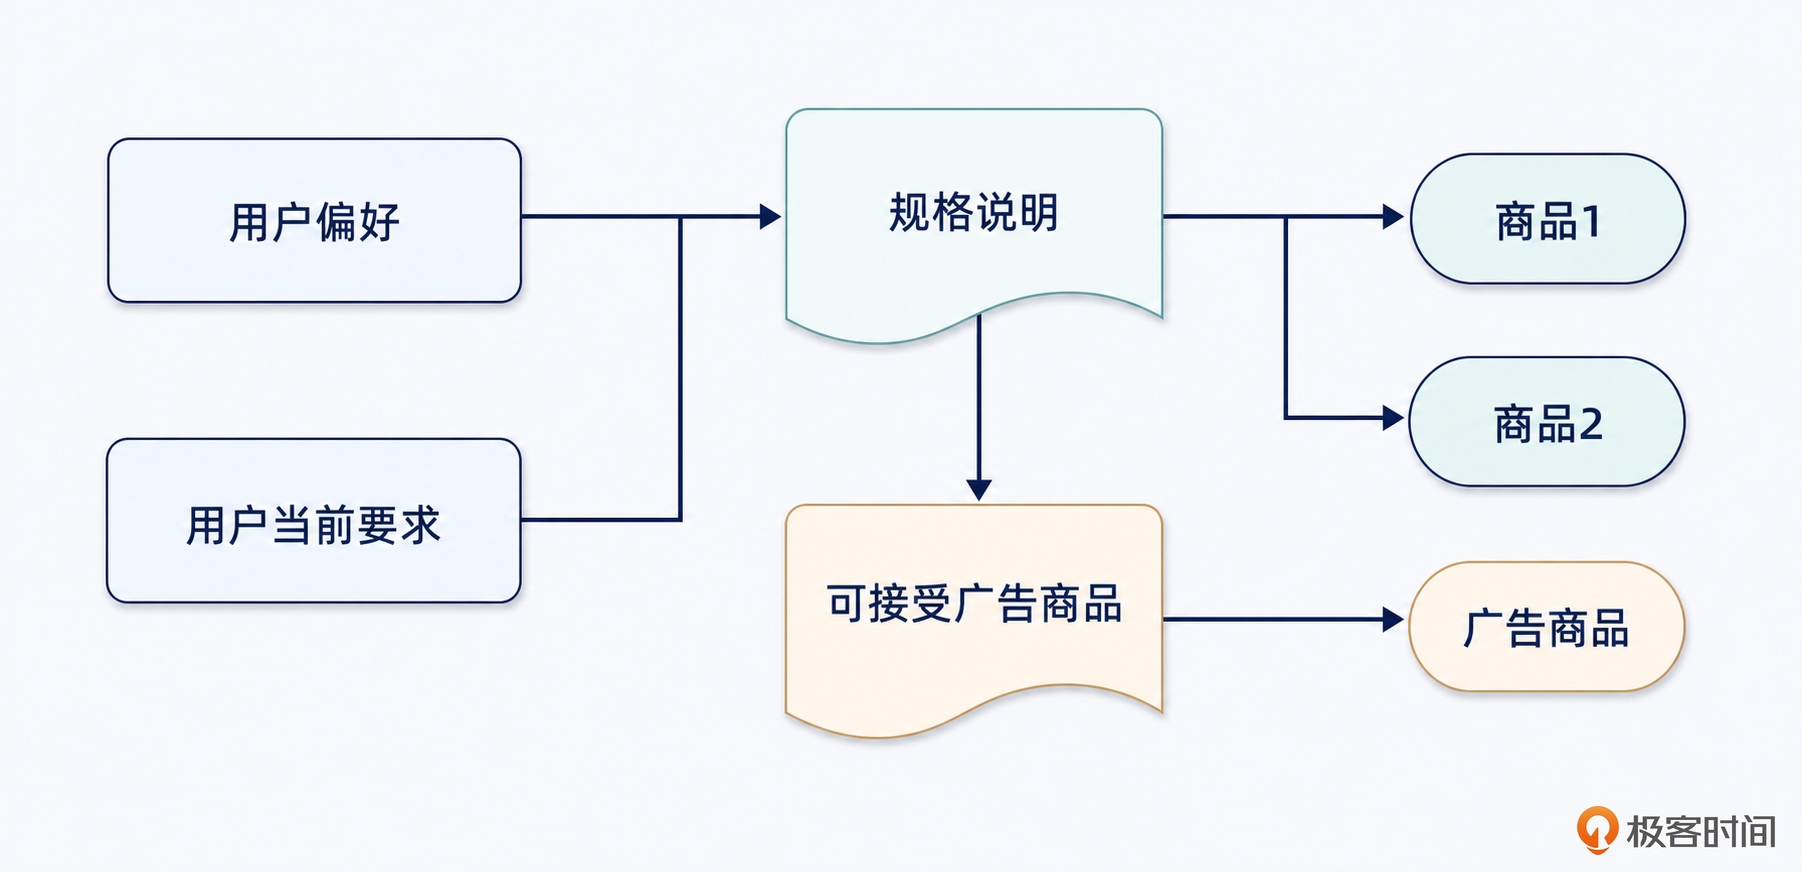 用户偏好
规格说明
商品1
商品2
用户当前要求
可接受广告商品
广告商品
极客时间